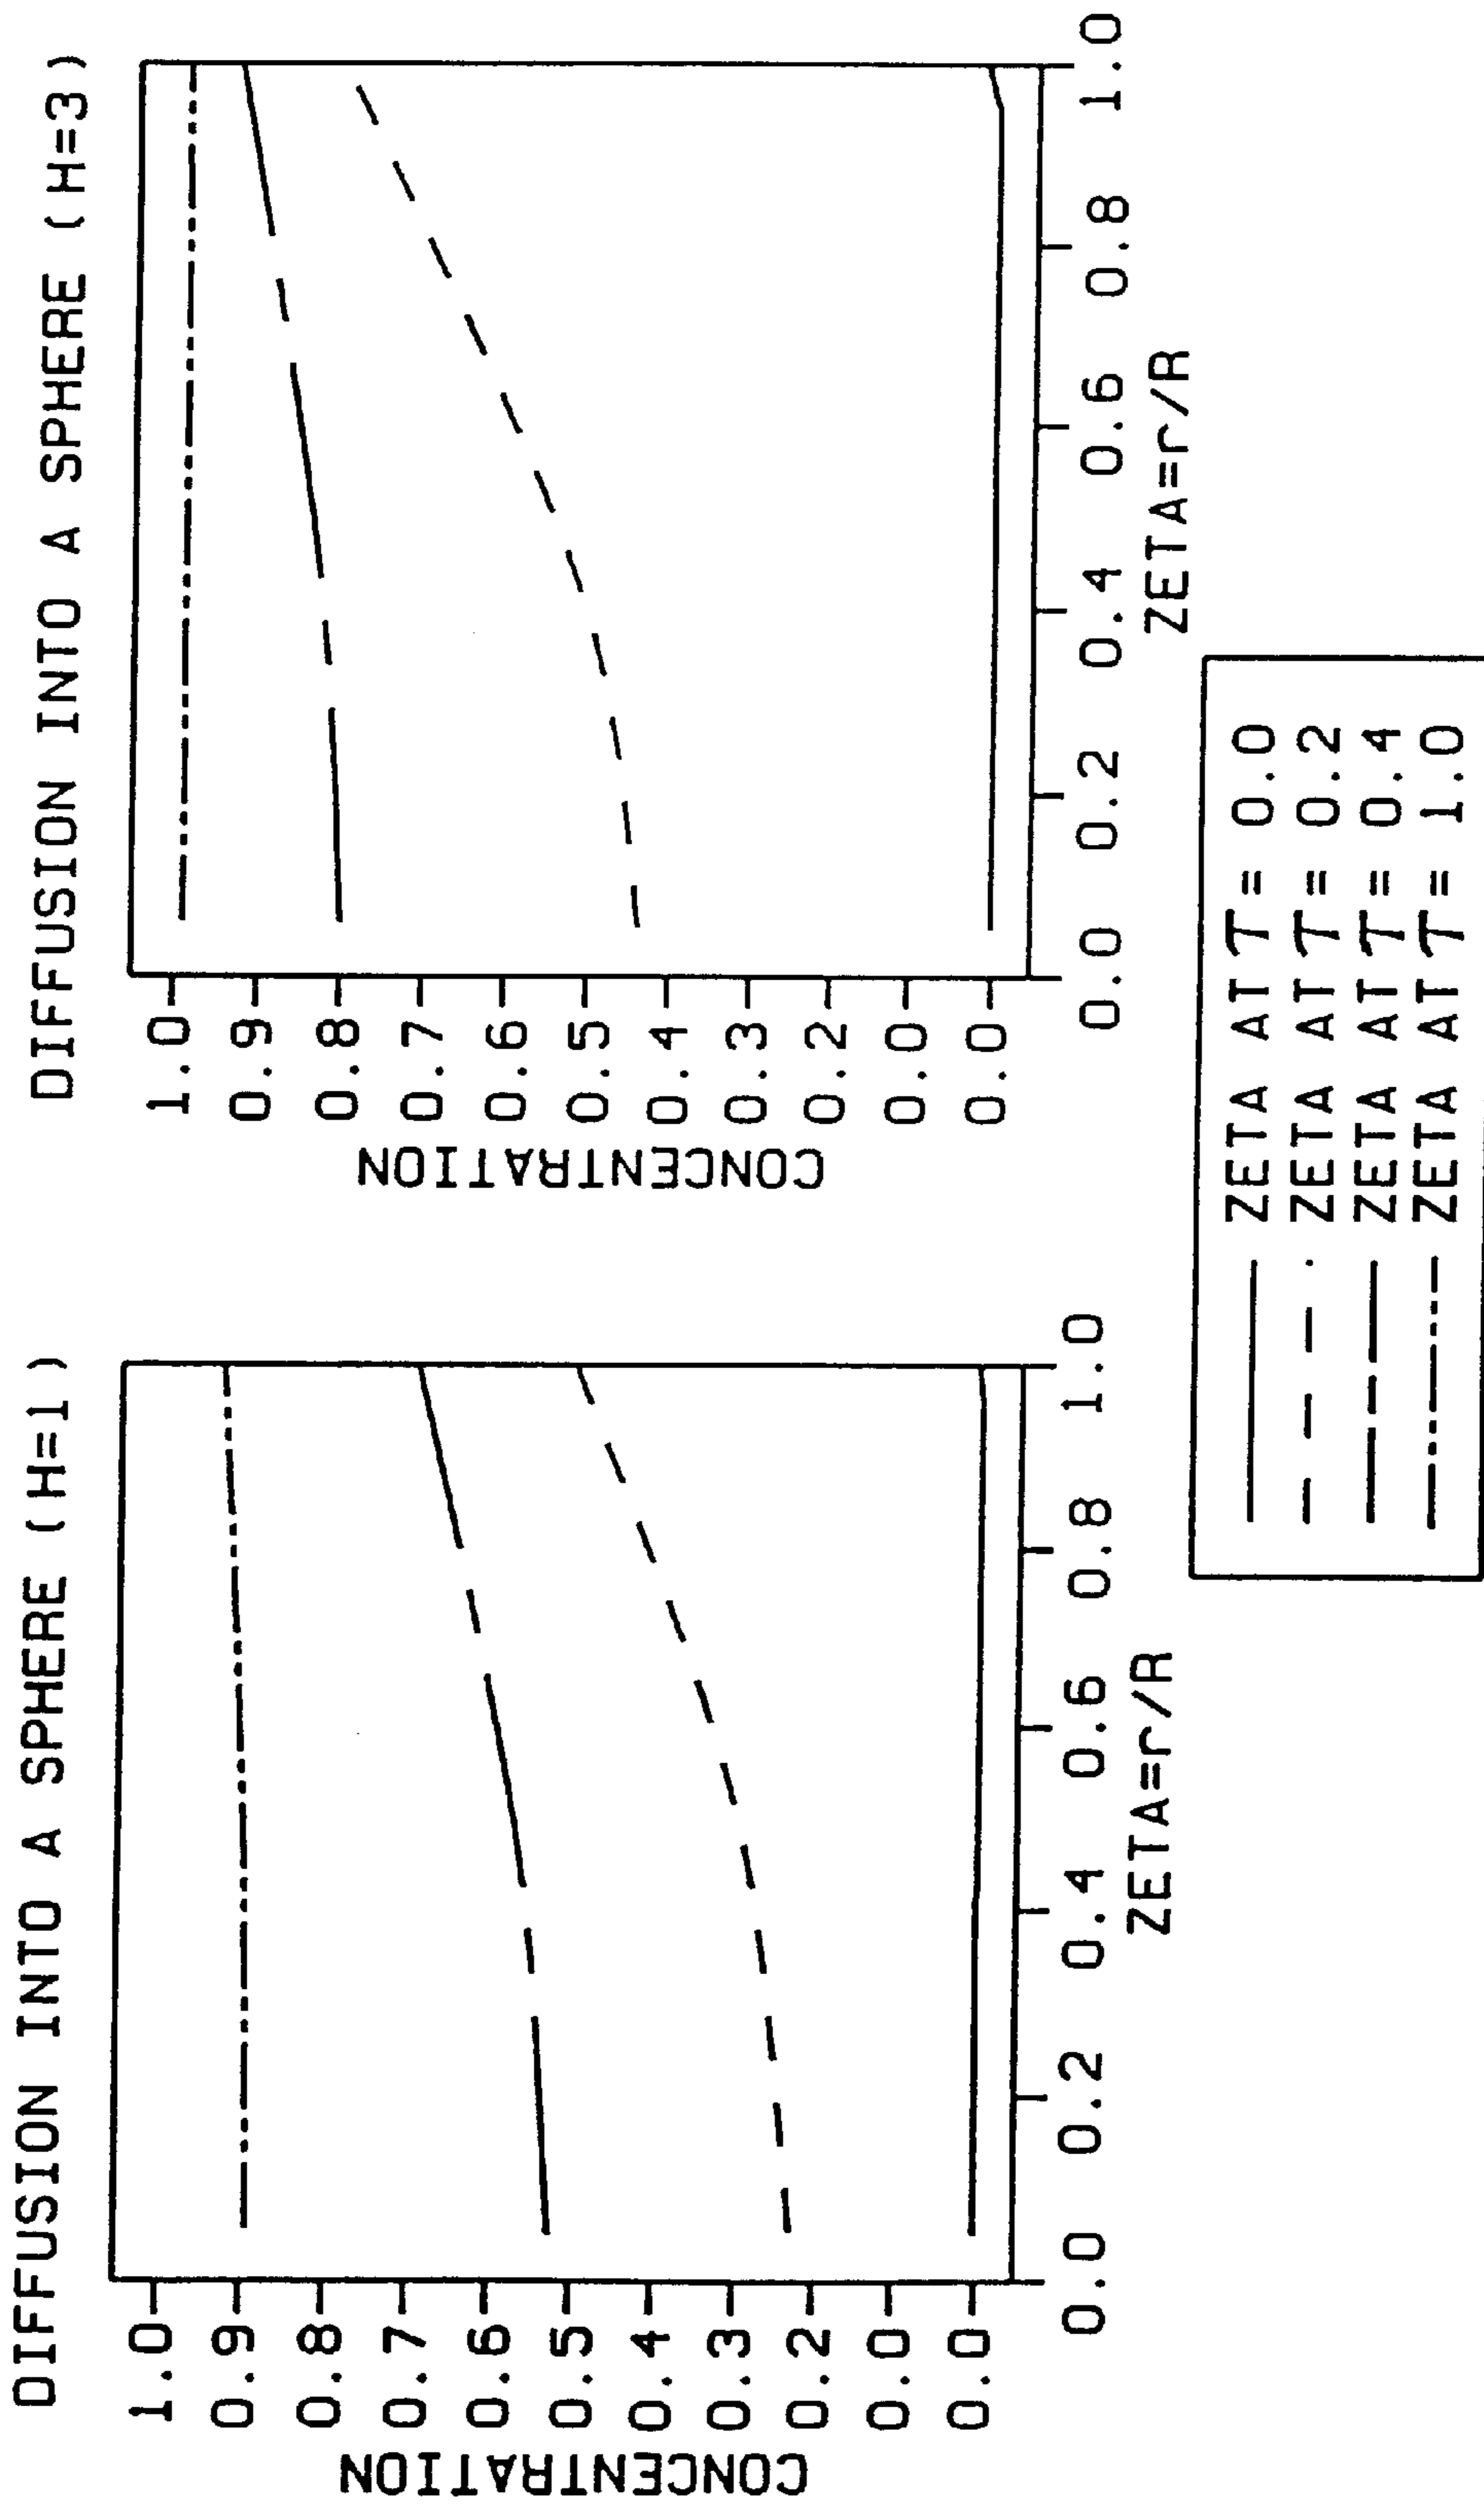 DIFFUSION INTO A SPHERE (H=1)
CONCENTRATION
1.0
0.9
0.8
0.7
0.6
0.5
0.4
0.3
0.2
0.0
0.0
0.0 0.2 0.4 0.6 0.8 1.0
ZETA=r/R
DIFFUSION INTO A SPHERE (H=3)
CONCENTRATION
1.0
0.9
0.8
0.7
0.6
0.5
0.4
0.3
0.2
0.0
0.0
0.0 0.2 0.4 0.6 0.8 1.0
ZETA=r/R
ZETA AT T= 0.0
ZETA AT T= 0.2
ZETA AT T= 0.4
ZETA AT T= 1.0